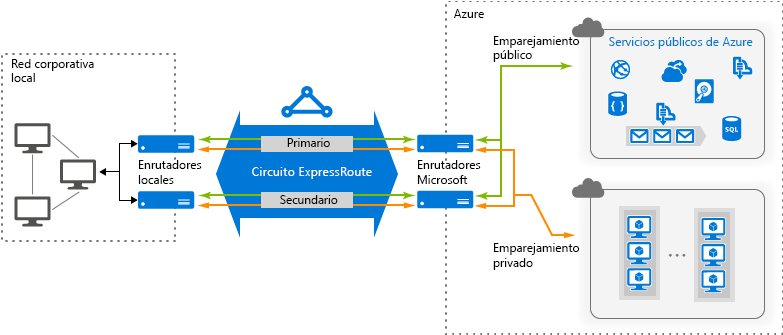 Azure
Red corporativa
local
Emparejamiento
público
Servicios públicos de Azure
{ }
SQL
Primario
Enrutadores
locales
Circuito ExpressRoute
Enrutadores
Microsoft
Secundario
Emparejamiento
privado
...